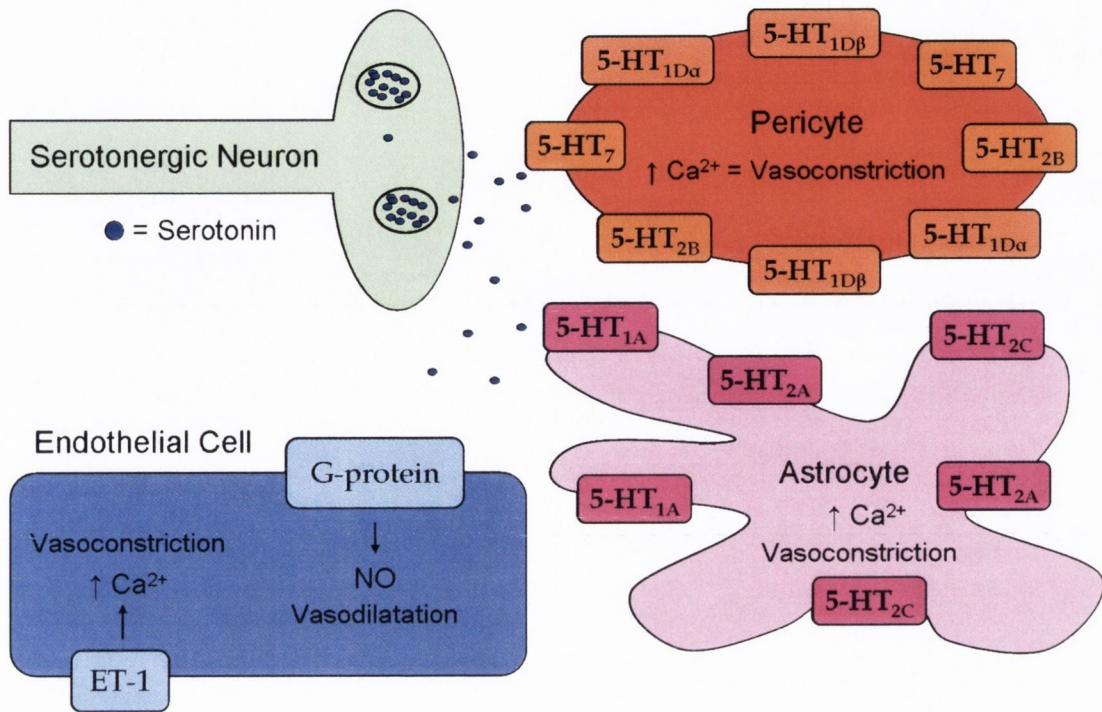 Serotonergic Neuron
= Serotonin
5-HT1Dα
5-HT1Dβ
5-HT7
5-HT7
Pericyte
5-HT2B
↑ Ca²⁺ = Vasoconstriction
5-HT2B
5-HT1Dβ
5-HT1Dα
5-HT1A
5-HT2A
5-HT2C
5-HT1A
Astrocyte
5-HT2A
↑ Ca²⁺
Vasoconstriction
5-HT2C
Endothelial Cell
G-protein
Vasoconstriction
↑ Ca²⁺
NO
Vasodilatation
ET-1